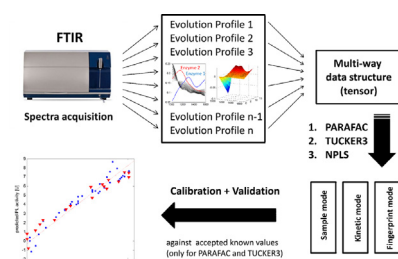 FTIR
Spectra acquisition
Evolution Profile 1
Evolution Profile 2
Evolution Profile 3
Enzyme 2
Enzyme 1
Evolution Profile n-1
Evolution Profile n
Multi-way
data structure
(tensor)
1. PARAFAC
2. TUCKER3
3. NPLS
Sample mode
Kinetic mode
Fingerprint mode
Calibration + Validation
against accepted known values
(only for PARAFAC and TUCKER3)